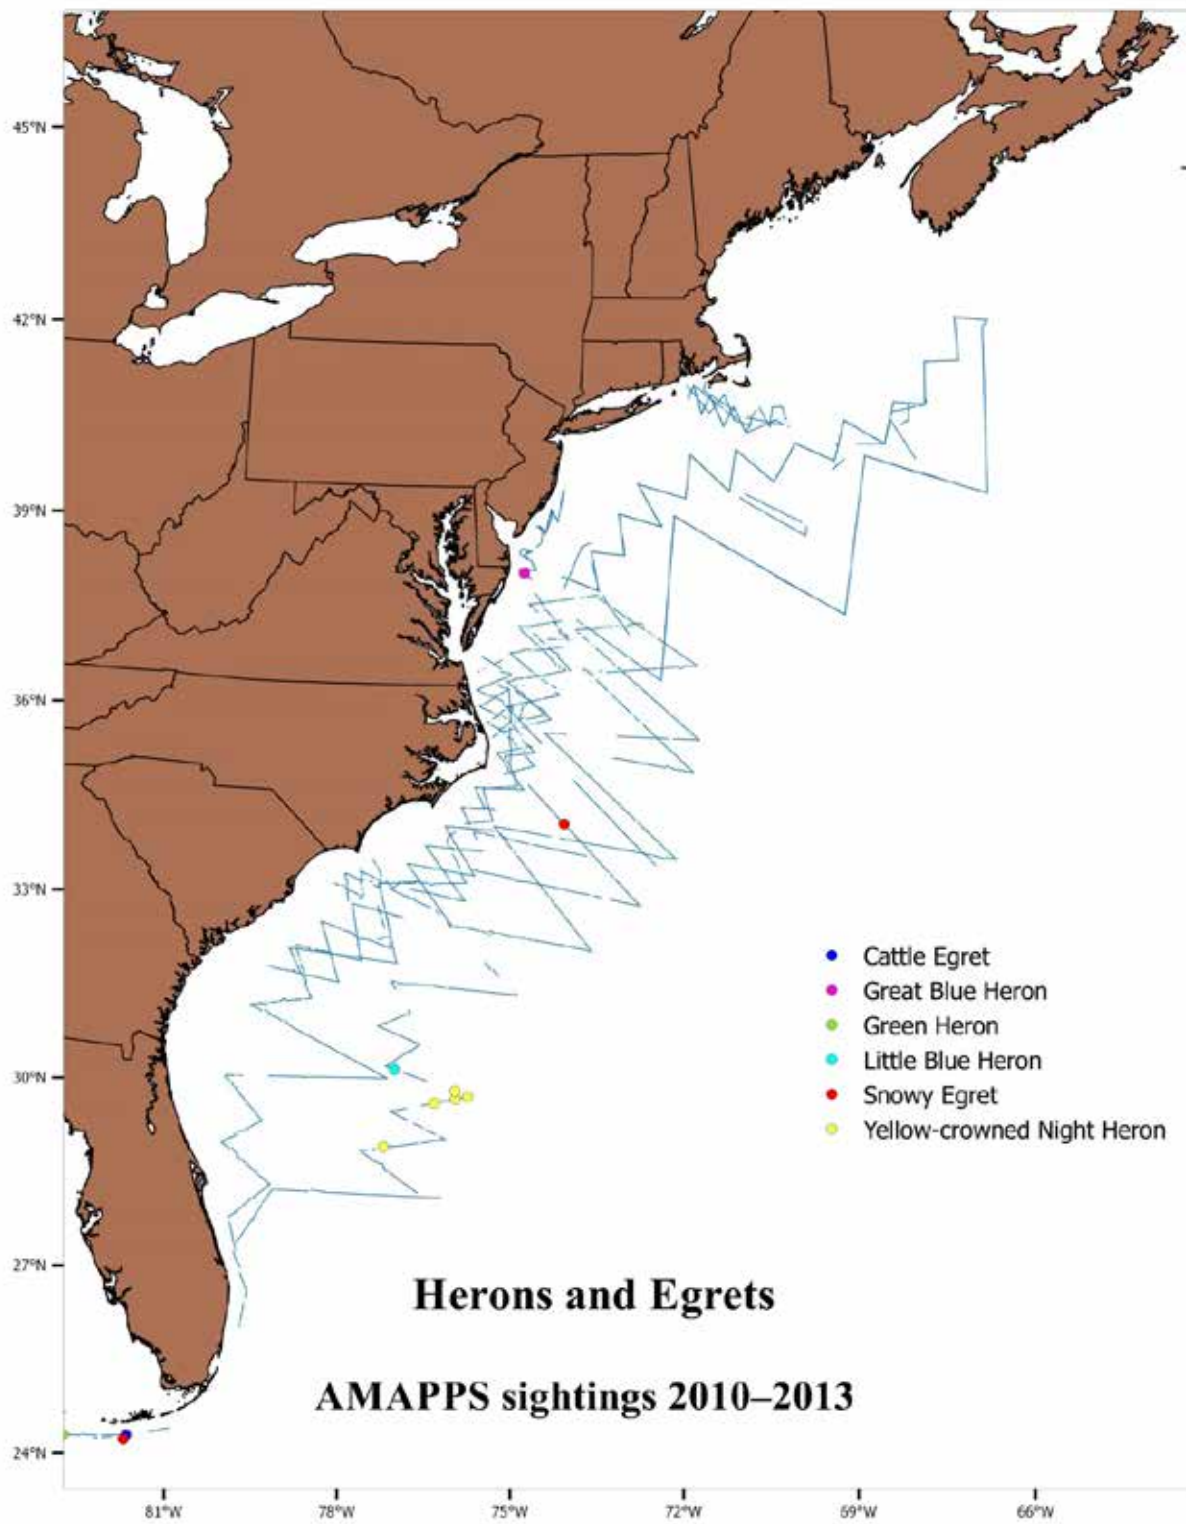 45°N
42°N
39°N
36°N
33°N
Cattle Egret
Great Blue Heron
Green Heron
Little Blue Heron
30°N
Snowy Egret
Yellow-crowned Night Heron
27°N
Herons and Egrets
AMAPPS sightings 2010–2013
24°N
81°W 78°W 75°W 72°W 69°W 66°W